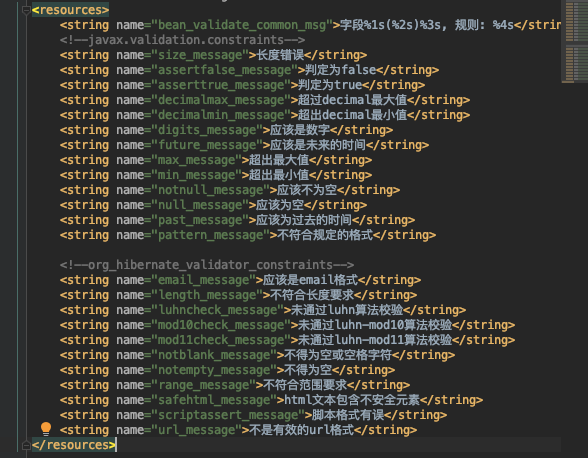 <resources>
<string name="bean_validate_common_msg">字段%1s(%2s)%3s, 规则: %4s</string>
<!--javax.validation.constraints-->
<string name="size_message">长度错误</string>
<string name="assertfalse_message">判定为false</string>
<string name="asserttrue_message">判定为true</string>
<string name="decimalmax_message">超过decimal最大值</string>
<string name="decimalmin_message">超出decimal最小值</string>
<string name="digits_message">应该是数字</string>
<string name="future_message">应该是未来的时间</string>
<string name="max_message">超出最大值</string>
<string name="min_message">超出最小值</string>
<string name="notnull_message">应该不为空</string>
<string name="null_message">应该为空</string>
<string name="past_message">应该为过去的时间</string>
<string name="pattern_message">不符合规定的格式</string>
<!--org_hibernate_validator_constraints-->
<string name="email_message">应该是email格式</string>
<string name="length_message">不符合长度要求</string>
<string name="luhncheck_message">未通过luhn算法校验</string>
<string name="mod10check_message">未通过luhn-mod10算法校验</string>
<string name="mod11check_message">未通过luhn-mod11算法校验</string>
<string name="notblank_message">不得为空或空格字符</string>
<string name="notempty_message">不得为空</string>
<string name="range_message">不符合范围要求</string>
<string name="safehtml_message">html文本包含不安全元素</string>
<string name="scriptassert_message">脚本格式有误</string>
<string name="url_message">不是有效的url格式</string>
</resources>